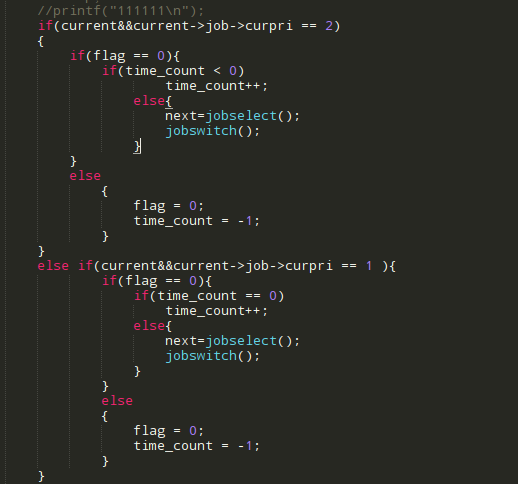 //printf("111111\n");
if(current&&current->job->curpri == 2)
{
if(flag == 0){
if(time_count < 0)
time_count++;
else{
next=jobselect();
jobswitch();
}
}
else
{
flag = 0;
time_count = -1;
}
}
else if(current&&current->job->curpri == 1 ){
if(flag == 0){
if(time_count == 0)
time_count++;
else{
next=jobselect();
jobswitch();
}
}
else
{
flag = 0;
time_count = -1;
}
}